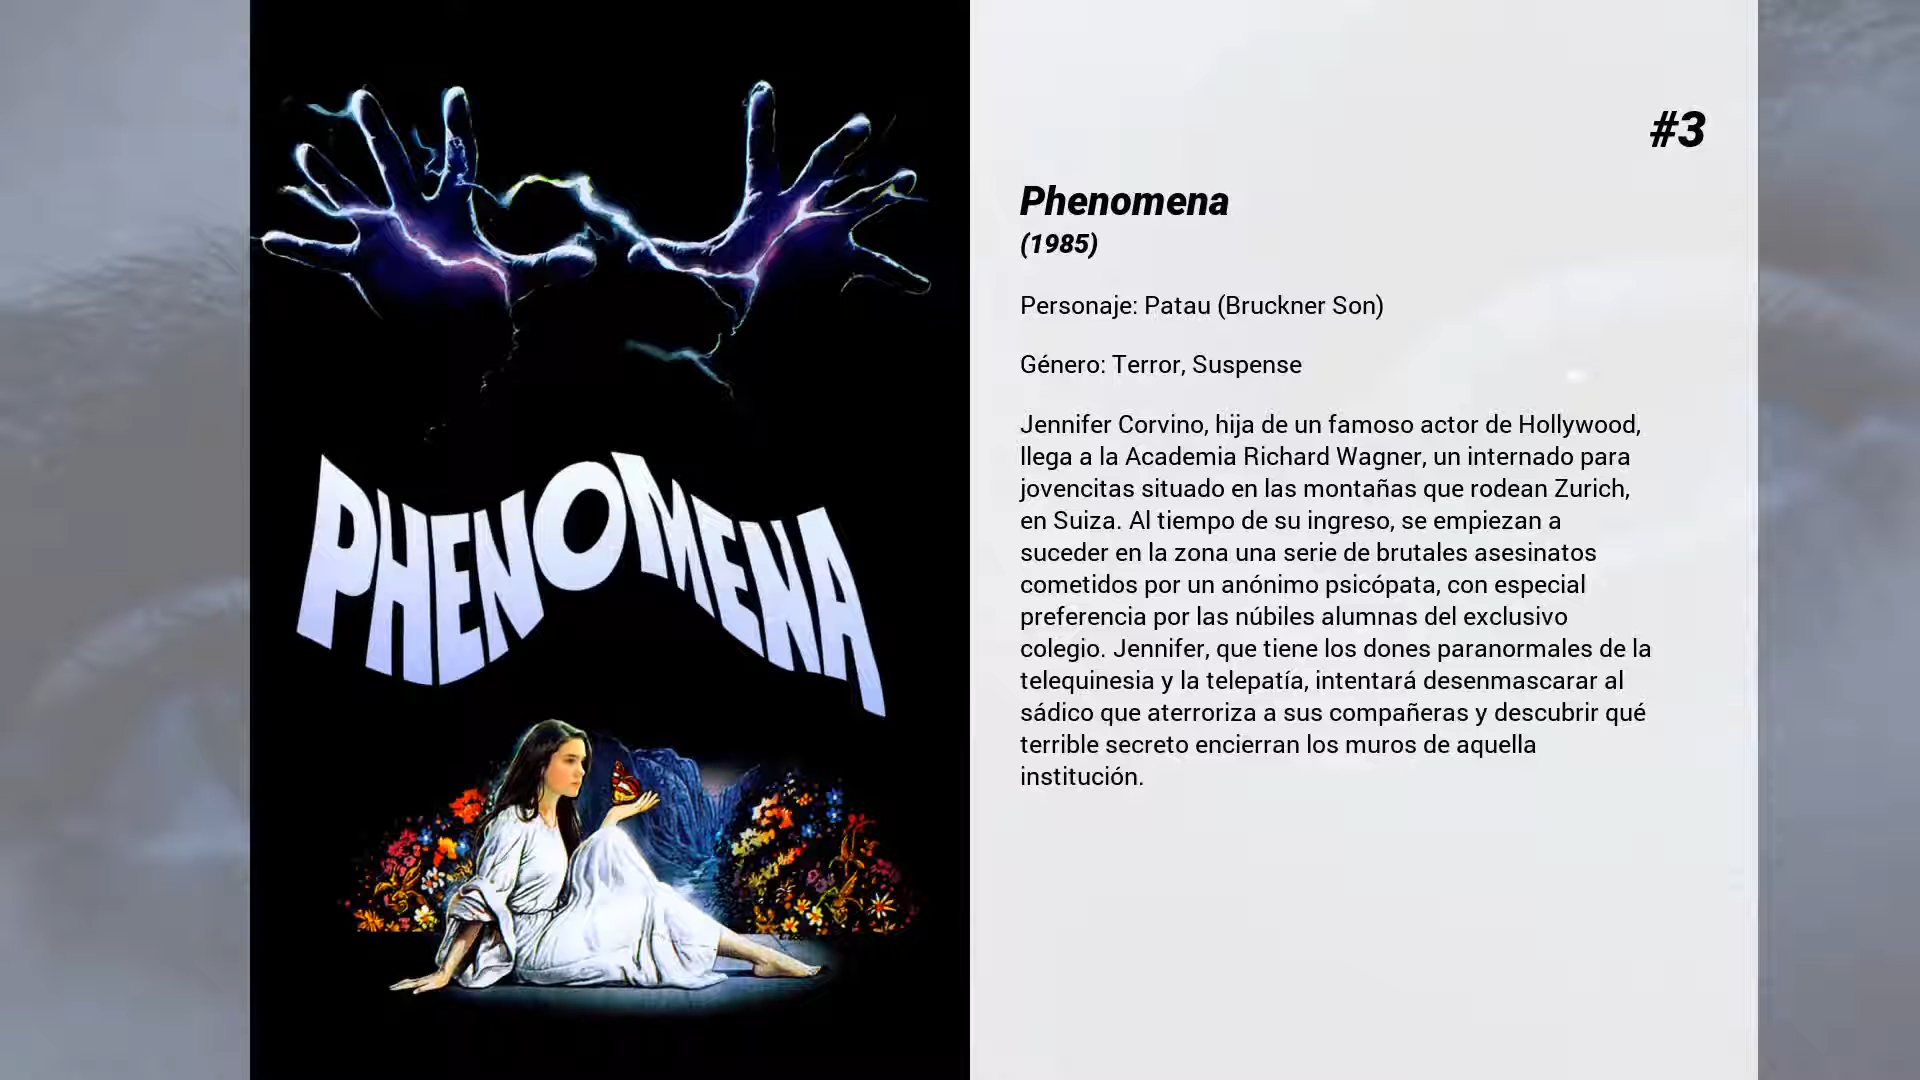 PHENOMENA
#3
Phenomena
(1985)
Personaje: Patau (Bruckner Son)
Género: Terror, Suspense
Jennifer Corvino, hija de un famoso actor de Hollywood,
llega a la Academia Richard Wagner, un internado para
jovencitas situado en las montañas que rodean Zurich,
en Suiza. Al tiempo de su ingreso, se empiezan a
suceder en la zona una serie de brutales asesinatos
cometidos por un anónimo psicópata, con especial
preferencia por las núbiles alumnas del exclusivo
colegio. Jennifer, que tiene los dones paranormales de la
telequinesia y la telepatía, intentará desenmascarar al
sádico que aterroriza a sus compañeras y descubrir qué
terrible secreto encierran los muros de aquella
institución.